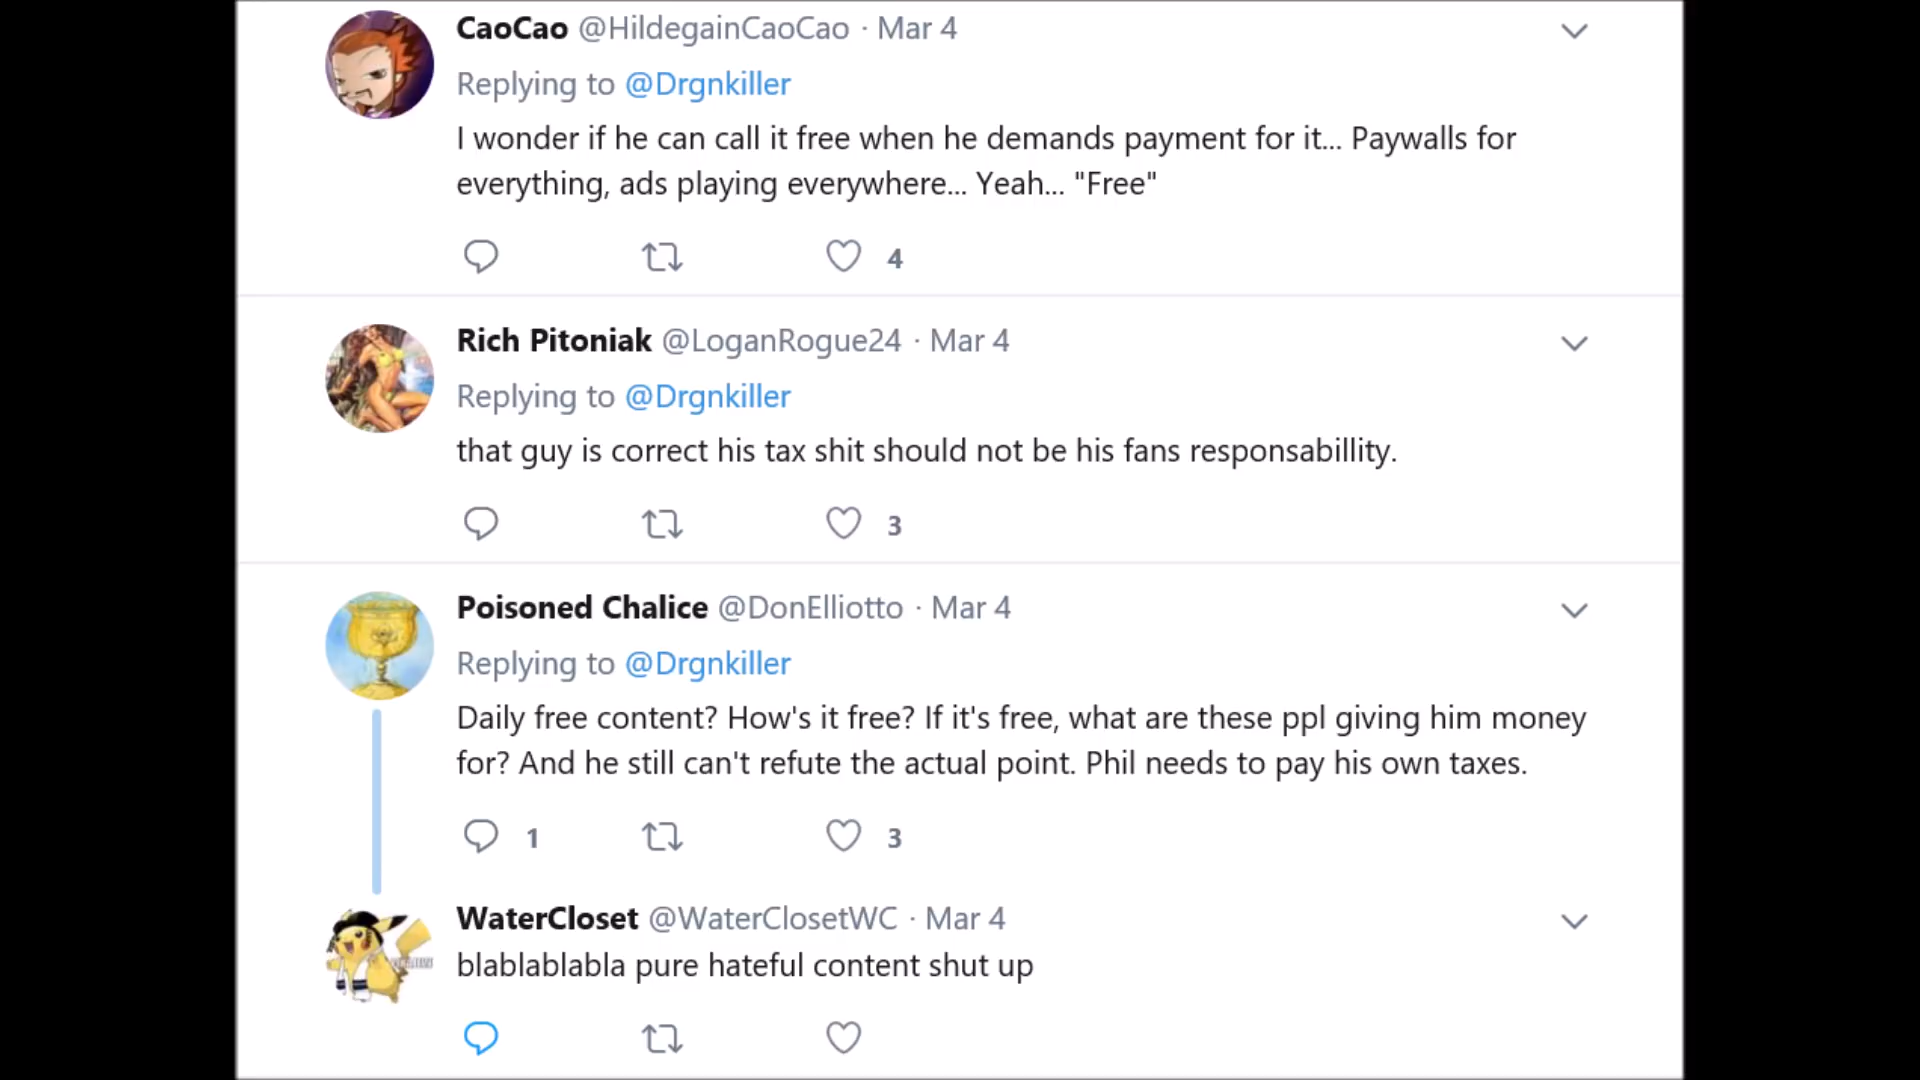 CaoCao @HildegainCaoCao · Mar 4
Replying to @Drgnkiller
I wonder if he can call it free when he demands payment for it... Paywalls for
everything, ads playing everywhere... Yeah... "Free"
4
Rich Pitoniak @LoganRogue24 · Mar 4
Replying to @Drgnkiller
that guy is correct his tax shit should not be his fans responsabillity.
3
Poisoned Chalice @DonElliotto · Mar 4
Replying to @Drgnkiller
Daily free content? How's it free? If it's free, what are these ppl giving him money
for? And he still can't refute the actual point. Phil needs to pay his own taxes.
1 3
WaterCloset @WaterClosetWC · Mar 4
blablablabla pure hateful content shut up